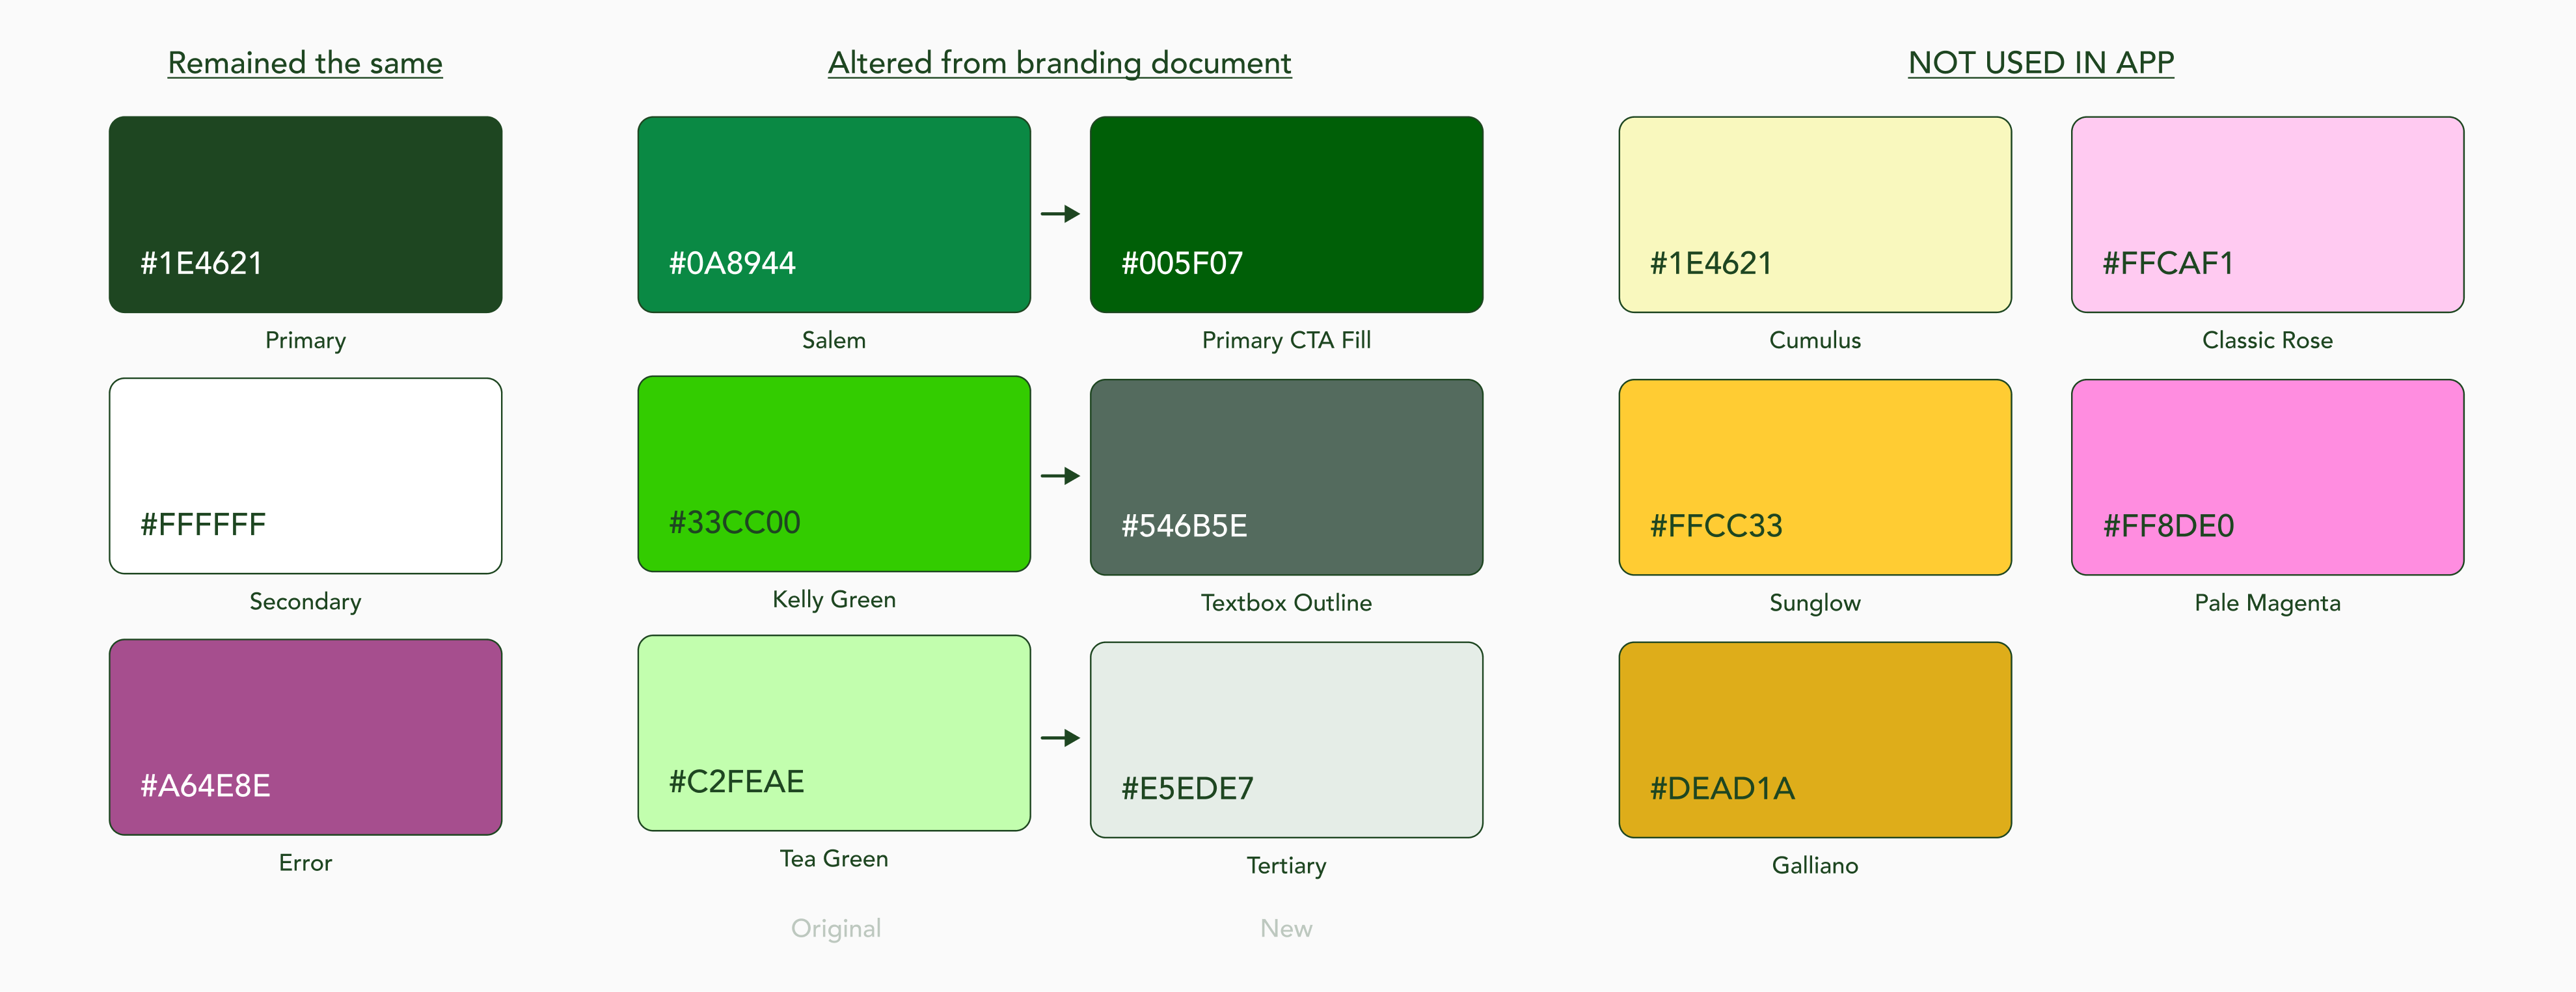 Remained the same
#1E4621
Primary
#FFFFFF
Secondary
#A64E8E
Error
Altered from branding document
#0A8944
Salem
#005F07
Primary CTA Fill
#33CC00
Kelly Green
#546B5E
Textbox Outline
#C2FEAE
Tea Green
#E5EDE7
Tertiary
Original
New
NOT USED IN APP
#1E4621
Cumulus
#FFCAF1
Classic Rose
#FFCC33
Sunglow
#FF8DE0
Pale Magenta
#DEAD1A
Galliano